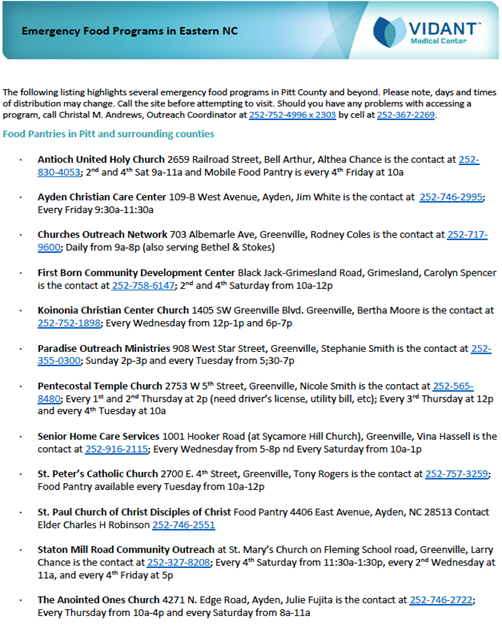 Emergency Food Programs in Eastern NC
VIDANT™
Medical Center
The following listing highlights several emergency food programs in Pitt County and beyond. Please note, days and times
of distribution may change. Call the site before attempting to visit. Should you have any problems with accessing a
program, call Christal M. Andrews, Outreach Coordinator at 252-752-4996 x 2303 by cell at 252-367-2269.
Food Pantries in Pitt and surrounding counties
· Antioch United Holy Church 2659 Railroad Street, Bell Arthur, Althea Chance is the contact at 252-
830-4053; 2nd and 4th Sat 9a-11a and Mobile Food Pantry is every 4th Friday at 10a
· Ayden Christian Care Center 109-B West Avenue, Ayden, Jim White is the contact at 252-746-2995;
Every Friday 9:30a-11:30a
· Churches Outreach Network 703 Albemarle Ave, Greenville, Rodney Coles is the contact at 252-717-
9600; Daily from 9a-8p (also serving Bethel & Stokes)
· First Born Community Development Center Black Jack-Grimesland Road, Grimesland, Carolyn Spencer
is the contact at 252-758-6147; 2nd and 4th Saturday from 10a-12p
· Koinonia Christian Center Church 1405 SW Greenville Blvd. Greenville, Bertha Moore is the contact at
252-752-1898; Every Wednesday from 12p-1p and 6p-7p
· Paradise Outreach Ministries 908 West Star Street, Greenville, Stephanie Smith is the contact at 252-
355-0300; Sunday 2p-3p and every Tuesday from 5;30-7p
· Pentecostal Temple Church 2753 W 5th Street, Greenville, Nicole Smith is the contact at 252-565-
8480; Every 1st and 2nd Thursday at 2p (need driver's license, utility bill, etc); Every 3rd Thursday at 12p
and every 4th Tuesday at 10a
· Senior Home Care Services 1001 Hooker Road (at Sycamore Hill Church), Greenville, Vina Hassell is the
contact at 252-916-2115; Every Wednesday from 5-8p nd Every Saturday from 10a-1p
· St. Peter's Catholic Church 2700 E. 4th Street, Greenville, Tony Rogers is the contact at 252-757-3259;
Food Pantry available every Tuesday from 10a-12p
· St. Paul Church of Christ Disciples of Christ Food Pantry 4406 East Avenue, Ayden, NC 28513 Contact
Elder Charles H Robinson 252-746-2551
· Staton Mill Road Community Outreach at St. Mary's Church on Fleming School road, Greenville, Larry
Chance is the contact at 252-327-8208; Every 4th Saturday from 11:30a-1:30p, every 2nd Wednesday at
11a, and every 4th Friday at 5p
· The Anointed Ones Church 4271 N. Edge Road, Ayden, Julie Fujita is the contact at 252-746-2722;
Every Thursday from 10a-4p and every Saturday from 8a-11a